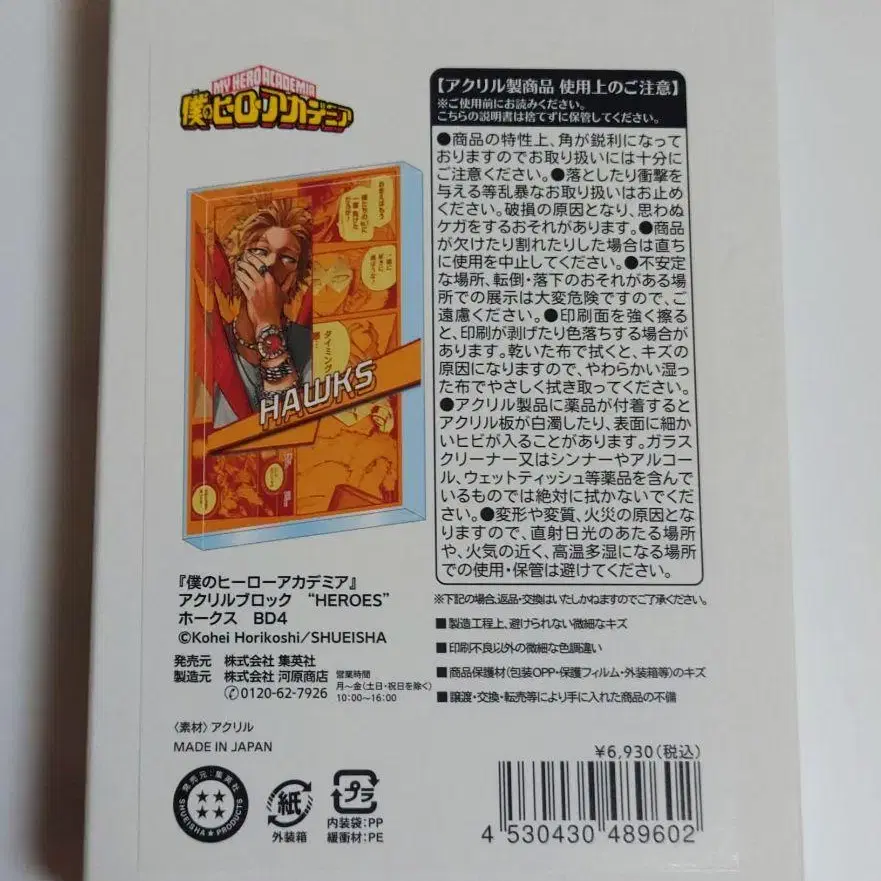 MY HERO ACADEMIA
僕のヒーローアカデミア
タイミング
HAWKS
『僕のヒーローアカデミア』
アクリルブロック “HEROES”
ホークス BD4
©Kohei Horikoshi/SHUEISHA
発売元 株式会社 集英社
製造元 株式会社 河原商店
0120-62-7926
営業時間
月~金(土日・祝日を除く)
10:00~16:00
〈素材〉アクリル
MADE IN JAPAN
発売元:集英社
SHUEISHA★PRODUCTS
紙
外装箱
プラ
内装袋:PP
緩衝材:PE
【アクリル製商品 使用上のご注意】
※ご使用前にお読みください。
こちらの説明書は捨てずに保管してください。
●商品の特性上、角が鋭利になって
おりますのでお取り扱いには十分に
ご注意ください。●落としたり衝撃を
与える等乱暴なお取り扱いはお止め
ください。破損の原因となり、思わぬ
ケガをするおそれがあります。●商品
が欠けたり割れたりした場合は直ち
に使用を中止してください。●不安定
な場所、転倒・落下のおそれがある場
所での展示は大変危険ですので、ご
遠慮ください。●印刷面を強く擦る
と、印刷が剥げたり色落ちする場合が
あります。乾いた布で拭くと、キズの
原因になりますので、やわらかい湿っ
た布でやさしく拭き取ってください。
●アクリル製品に薬品が付着すると
アクリル板が白濁したり、表面に細か
いヒビが入ることがあります。ガラス
クリーナー又はシンナーやアルコー
ル、ウェットティッシュ等薬品を含んで
いるものでは絶対に拭かないでくだ
さい。●変形や変質、火災の原因とな
りますので、直射日光のあたる場所
や、火気の近く、高温多湿になる場所
での使用・保管は避けてください。
※下記の場合、返品・交換はいたしかねますのでご了承ください。
■製造工程上、避けられない微細なキズ
■印刷不良以外の微細な色調違い
■商品保護材(包装OPP・保護フィルム・外装箱等)のキズ
■譲渡・交換・転売等により手に入れた商品の不備
¥6,930(税込)
4 530430 489602